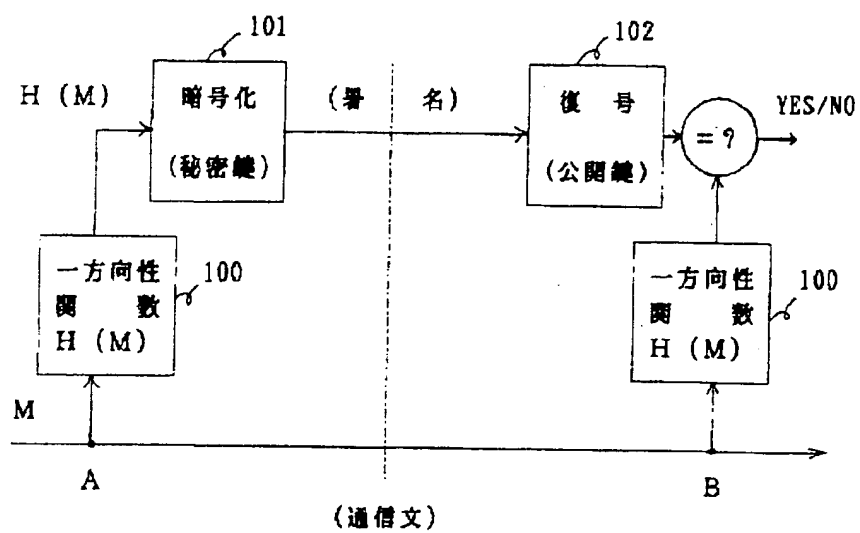 101
102
H (M)
暗号化
(秘密鍵)
(署 名)
復 号
(公開鍵)
=?
YES/NO
一方向性
関 数
H (M)
100
一方向性
関 数
H (M)
100
M
A
B
(通信文)